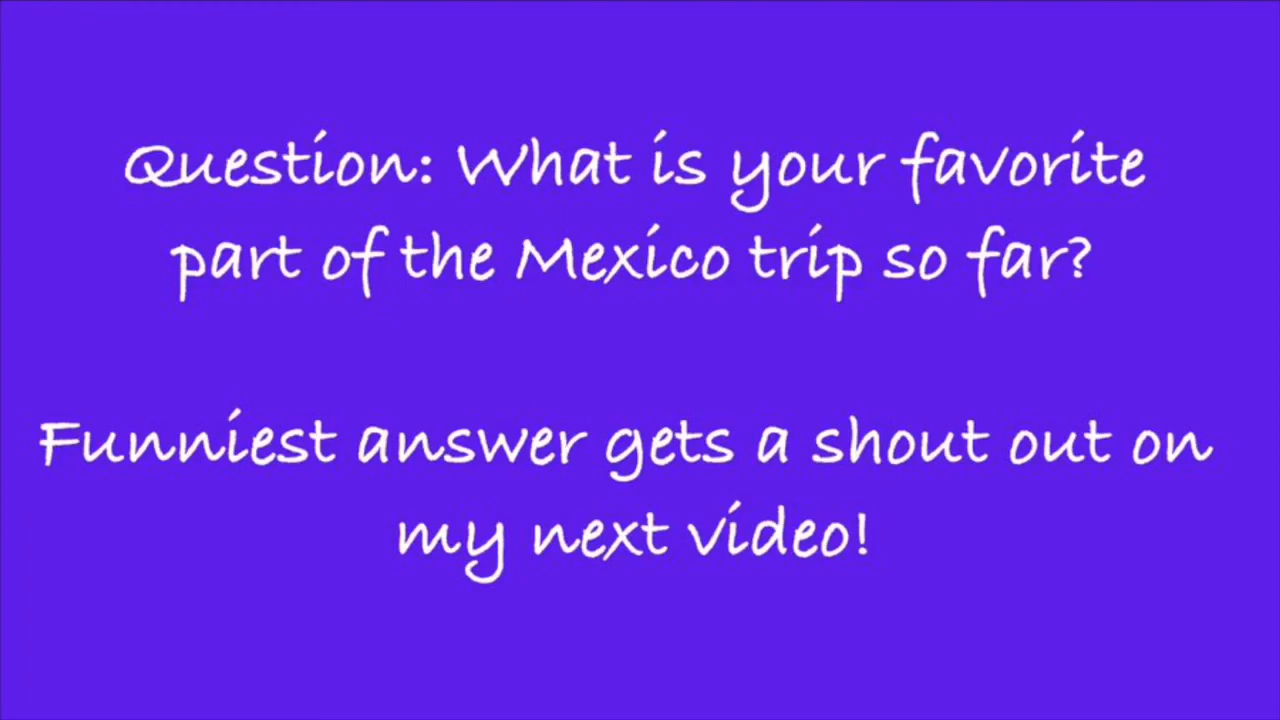 Question: What is your favorite
part of the Mexico trip so far?
Funniest answer gets a shout out on
my next video!